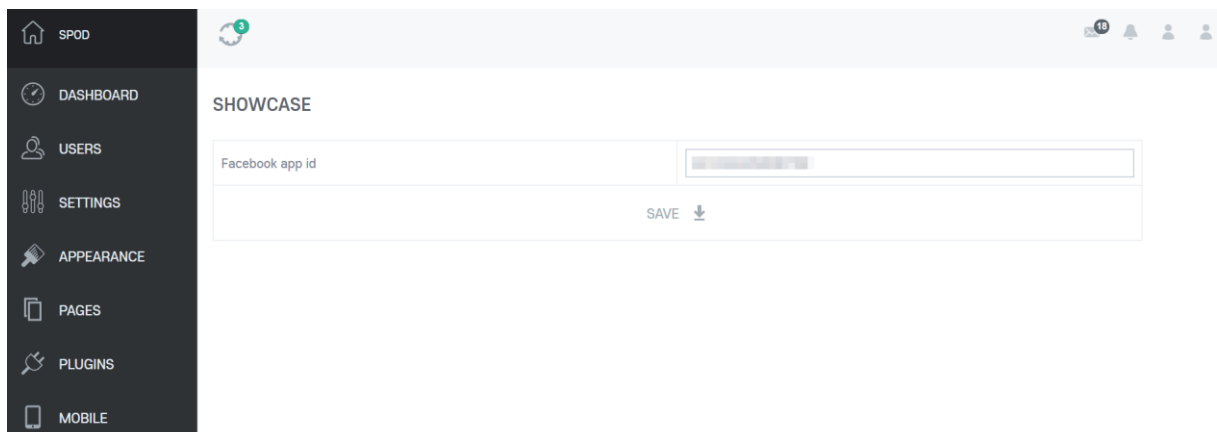 SPOD
3
18
DASHBOARD
USERS
SETTINGS
APPEARANCE
PAGES
PLUGINS
MOBILE
SHOWCASE
Facebook app id
SAVE